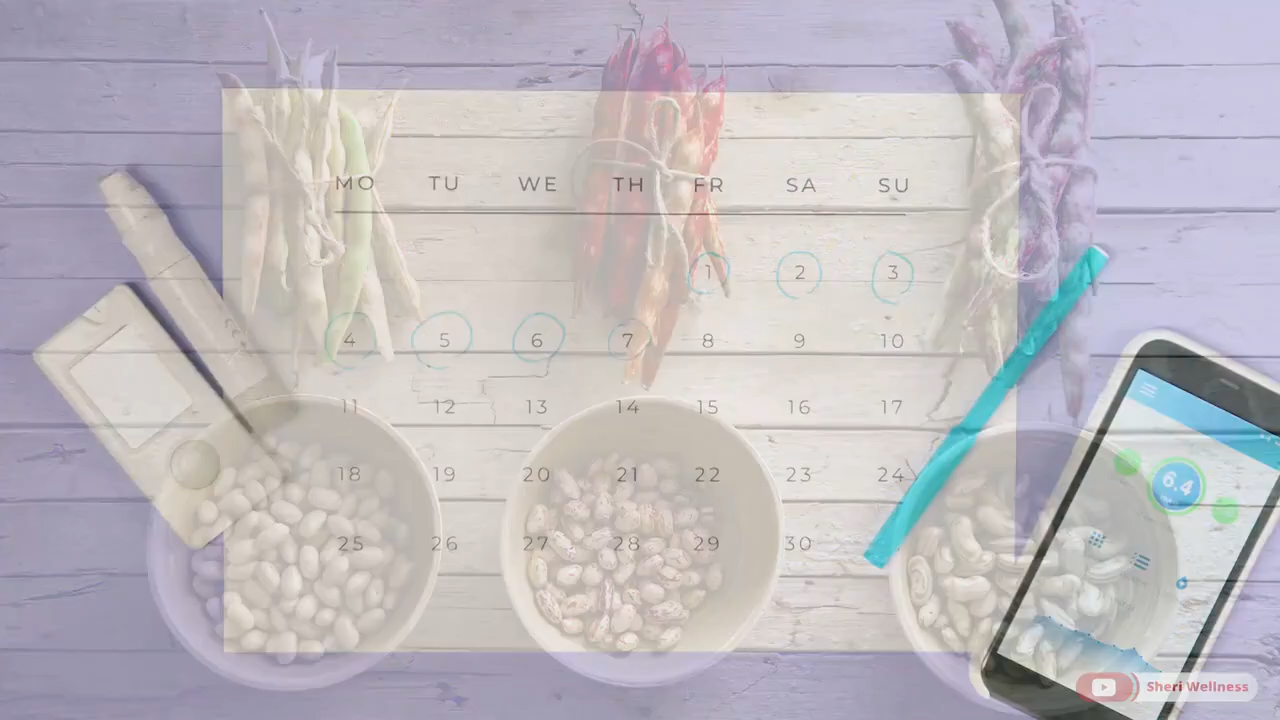 MO TU WE TH FR SA SU
1 2 3
4 5 6 7 8 9 10
11 12 13 14 15 16 17
18 19 20 21 22 23 24
25 26 27 28 29 30
6.4
Sheri Wellness